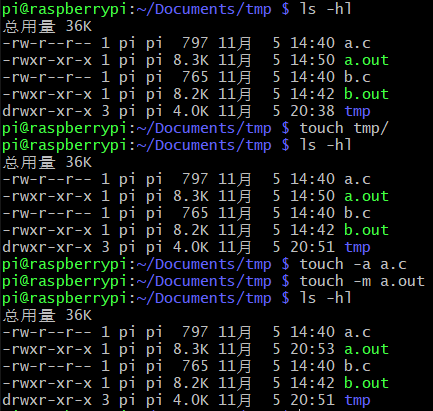 pi@raspberrypi:~/Documents/tmp $ ls -hl
总用量 36K
-rw-r--r-- 1 pi pi  797 11月  5 14:40 a.c
-rwxr-xr-x 1 pi pi 8.3K 11月  5 14:50 a.out
-rw-r--r-- 1 pi pi  765 11月  5 14:40 b.c
-rwxr-xr-x 1 pi pi 8.2K 11月  5 14:42 b.out
drwxr-xr-x 3 pi pi 4.0K 11月  5 20:38 tmp
pi@raspberrypi:~/Documents/tmp $ touch tmp/
pi@raspberrypi:~/Documents/tmp $ ls -hl
总用量 36K
-rw-r--r-- 1 pi pi  797 11月  5 14:40 a.c
-rwxr-xr-x 1 pi pi 8.3K 11月  5 14:50 a.out
-rw-r--r-- 1 pi pi  765 11月  5 14:40 b.c
-rwxr-xr-x 1 pi pi 8.2K 11月  5 14:42 b.out
drwxr-xr-x 3 pi pi 4.0K 11月  5 20:51 tmp
pi@raspberrypi:~/Documents/tmp $ touch -a a.c
pi@raspberrypi:~/Documents/tmp $ touch -m a.out
pi@raspberrypi:~/Documents/tmp $ ls -hl
总用量 36K
-rw-r--r-- 1 pi pi  797 11月  5 14:40 a.c
-rwxr-xr-x 1 pi pi 8.3K 11月  5 20:53 a.out
-rw-r--r-- 1 pi pi  765 11月  5 14:40 b.c
-rwxr-xr-x 1 pi pi 8.2K 11月  5 14:42 b.out
drwxr-xr-x 3 pi pi 4.0K 11月  5 20:51 tmp